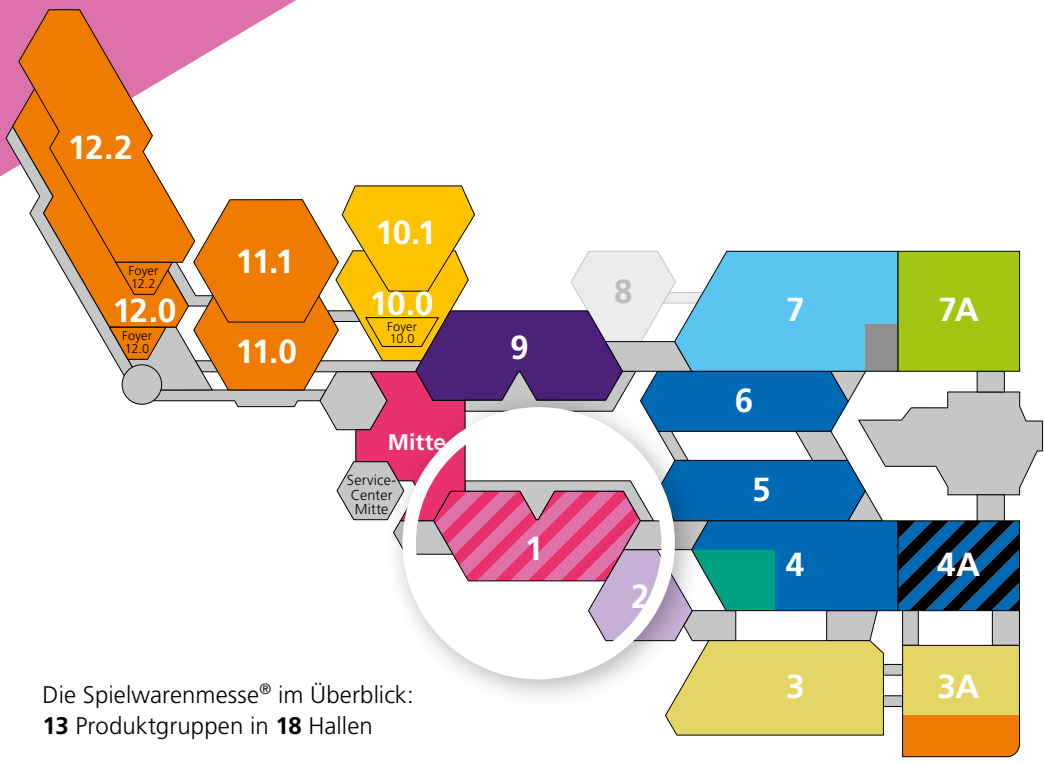 12.2
11.1
10.1
Foyer
12.2
12.0
Foyer
12.0
11.0
10.0
Foyer
10.0
9
8
7
7A
6
Mitte
Service-
Center
Mitte
5
1
2
4
4A
3
3A
Die Spielwarenmesse® im Überblick:
13 Produktgruppen in 18 Hallen